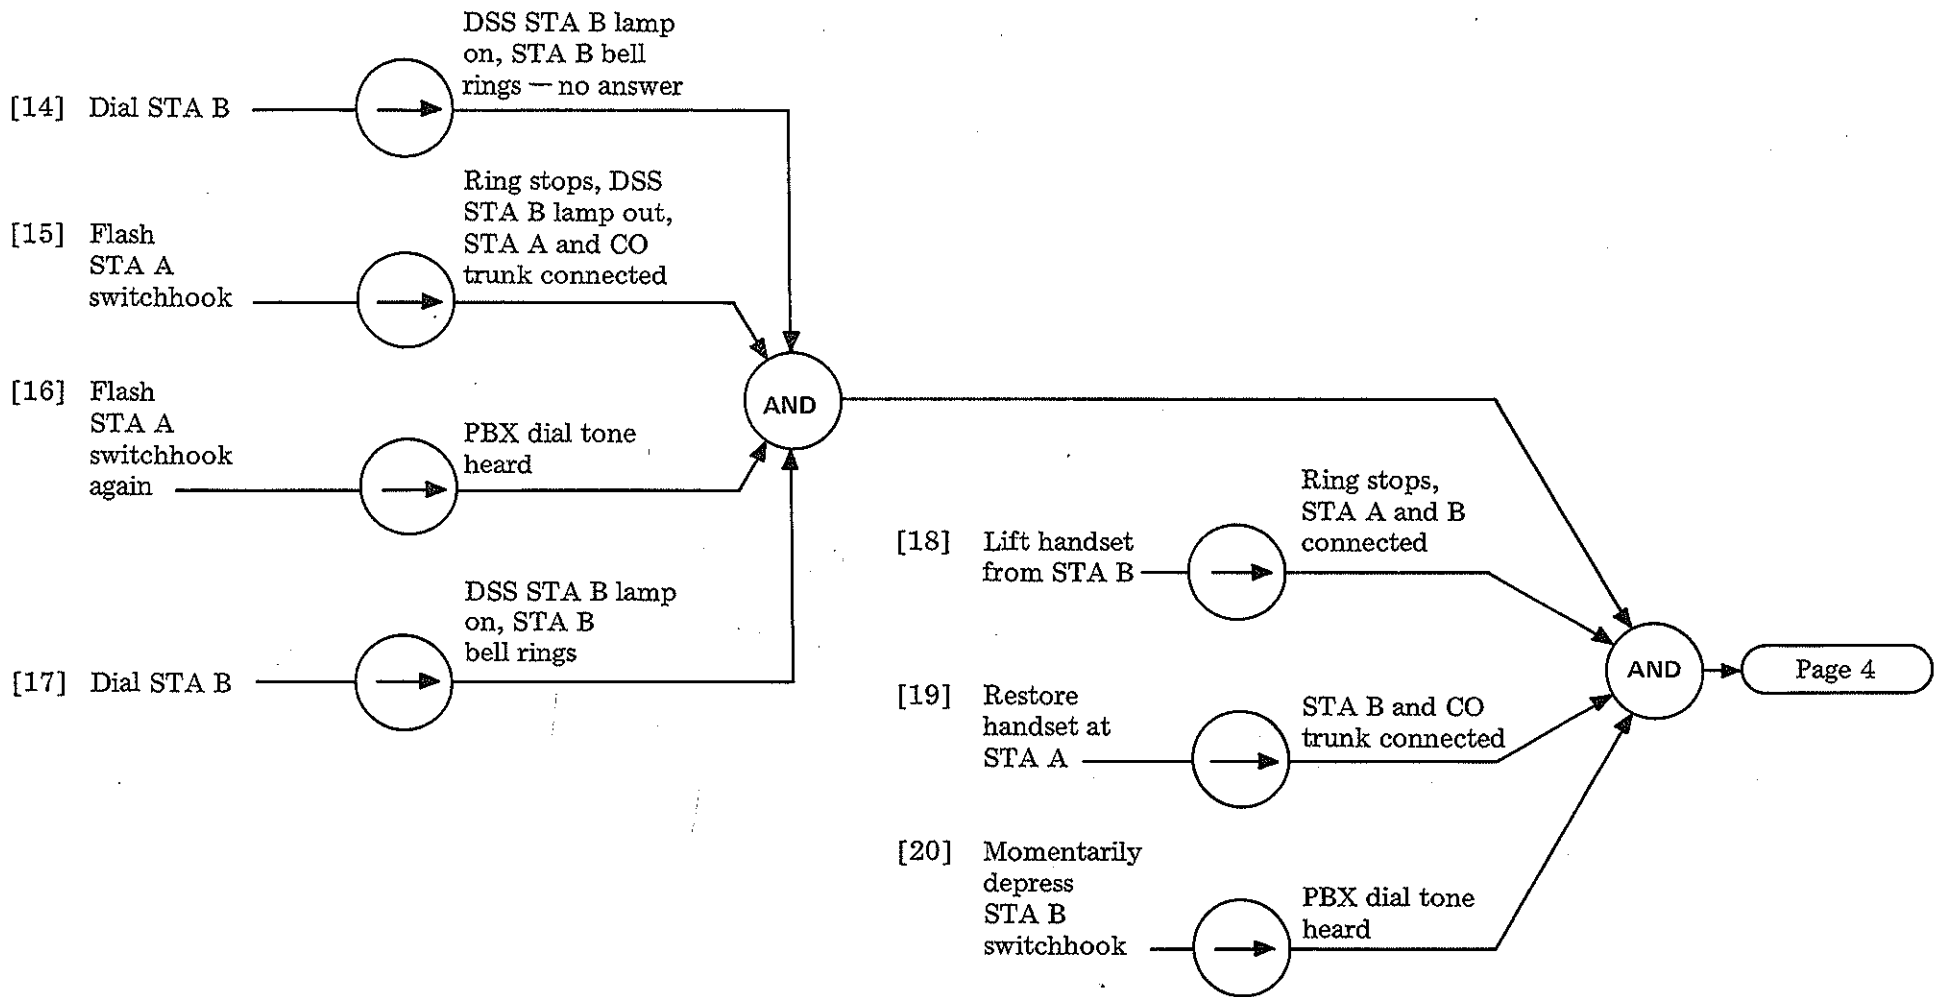 DSS STA B lamp
on, STA B bell
rings — no answer
[14] Dial STA B
Ring stops, DSS
STA B lamp out,
STA A and CO
trunk connected
[15] Flash
STA A
switchhook
AND
[16] Flash
STA A
switchhook
again
PBX dial tone
heard
DSS STA B lamp
on, STA B
bell rings
[17] Dial STA B
Ring stops,
STA A and B
connected
[18] Lift handset
from STA B
AND
Page 4
[19] Restore
handset at
STA A
STA B and CO
trunk connected
[20] Momentarily
depress
STA B
switchhook
PBX dial tone
heard